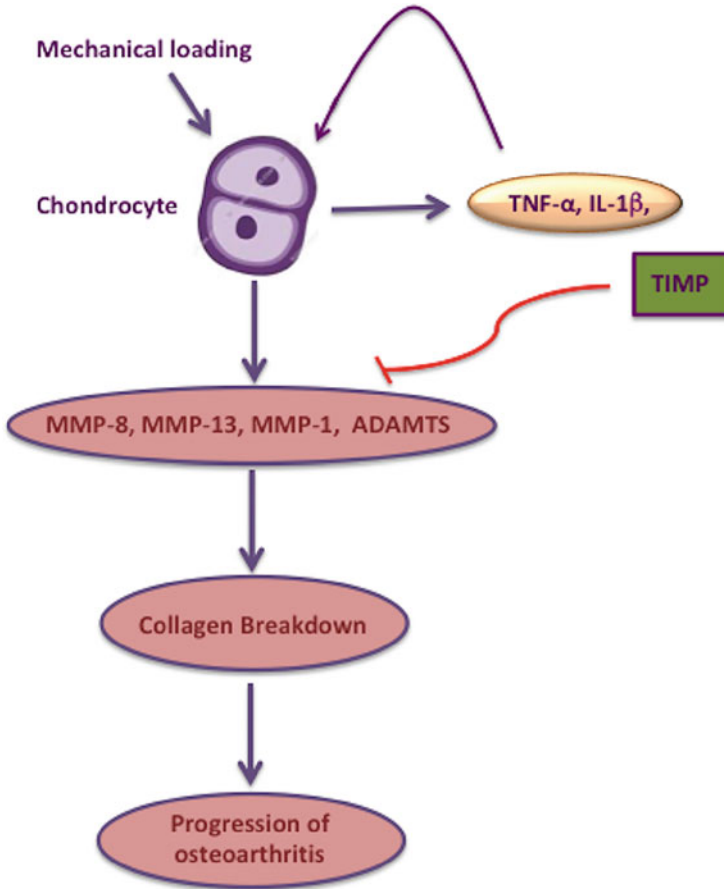 Mechanical loading
Chondrocyte
TNF-α, IL-1β,
TIMP
MMP-8, MMP-13, MMP-1, ADAMTS
Collagen Breakdown
Progression of
osteoarthritis